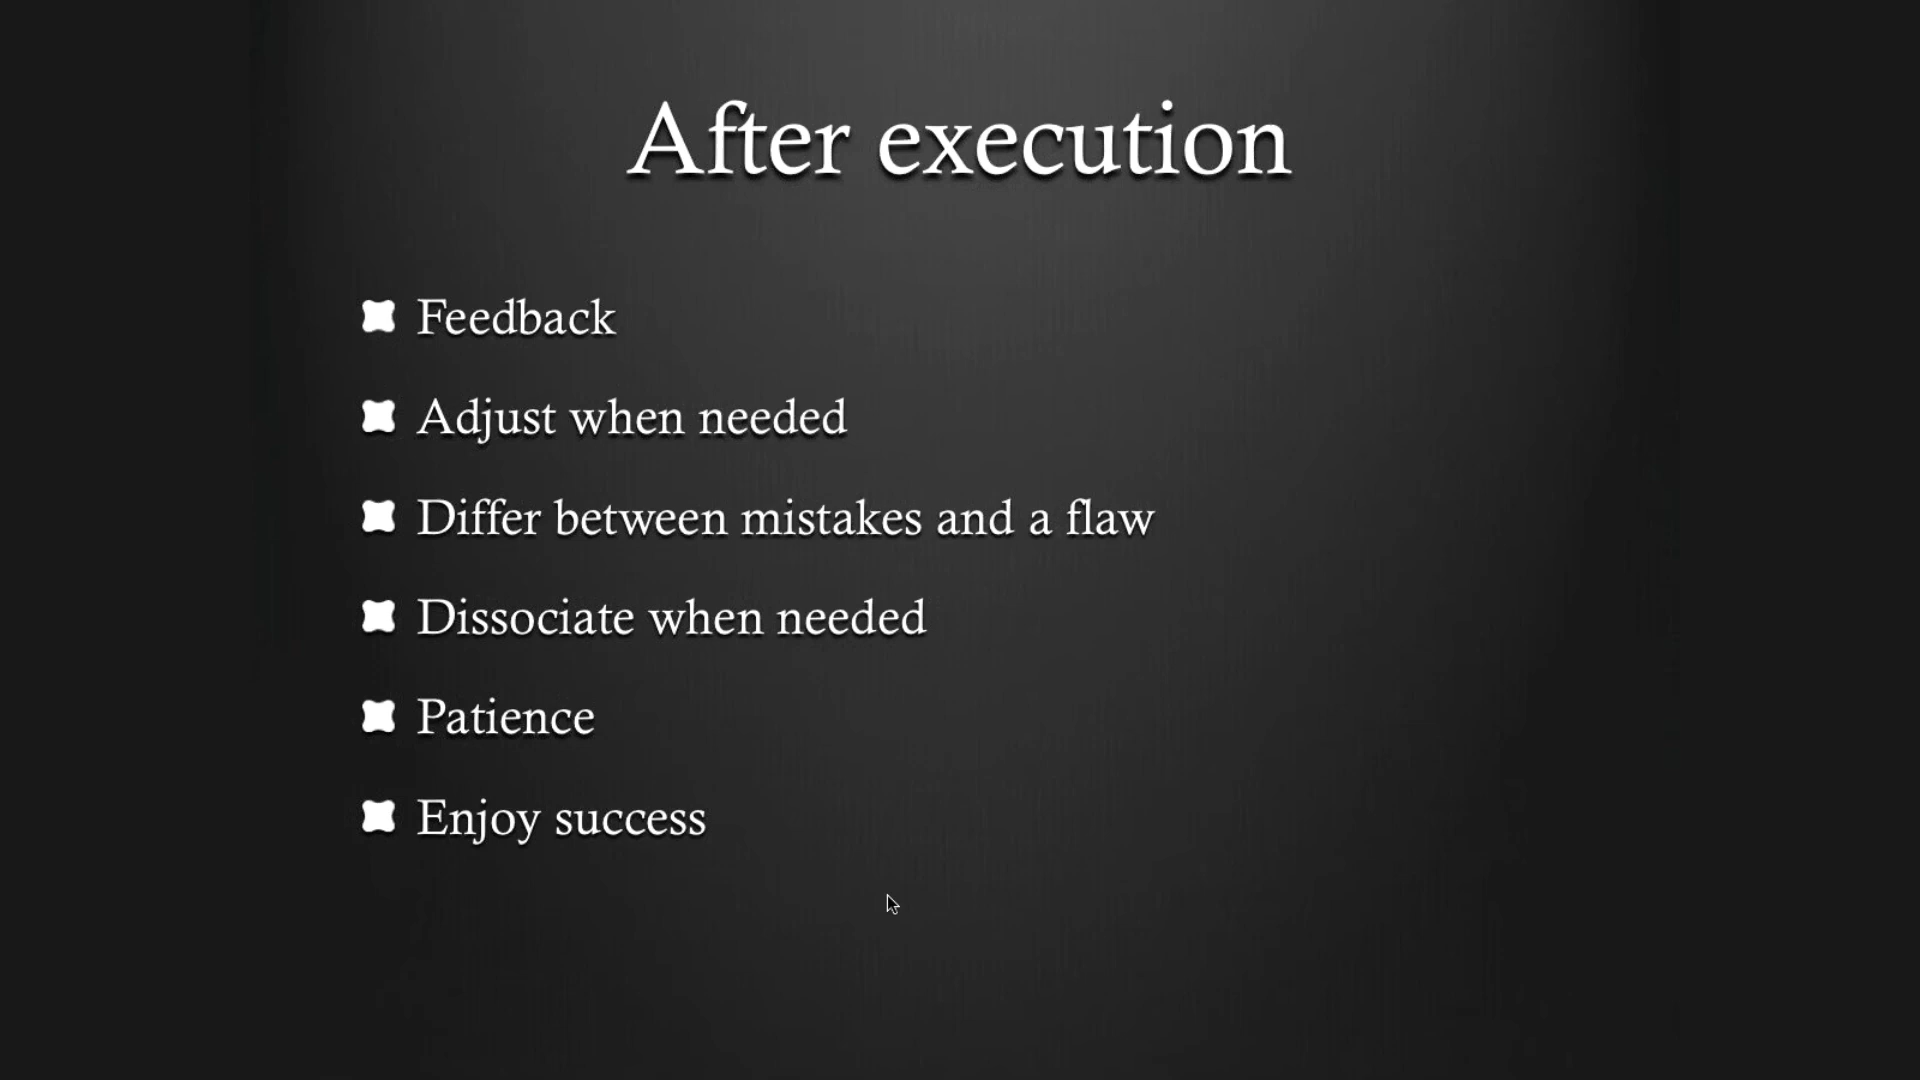 After execution
Feedback
Adjust when needed
Differ between mistakes and a flaw
Dissociate when needed
Patience
Enjoy success